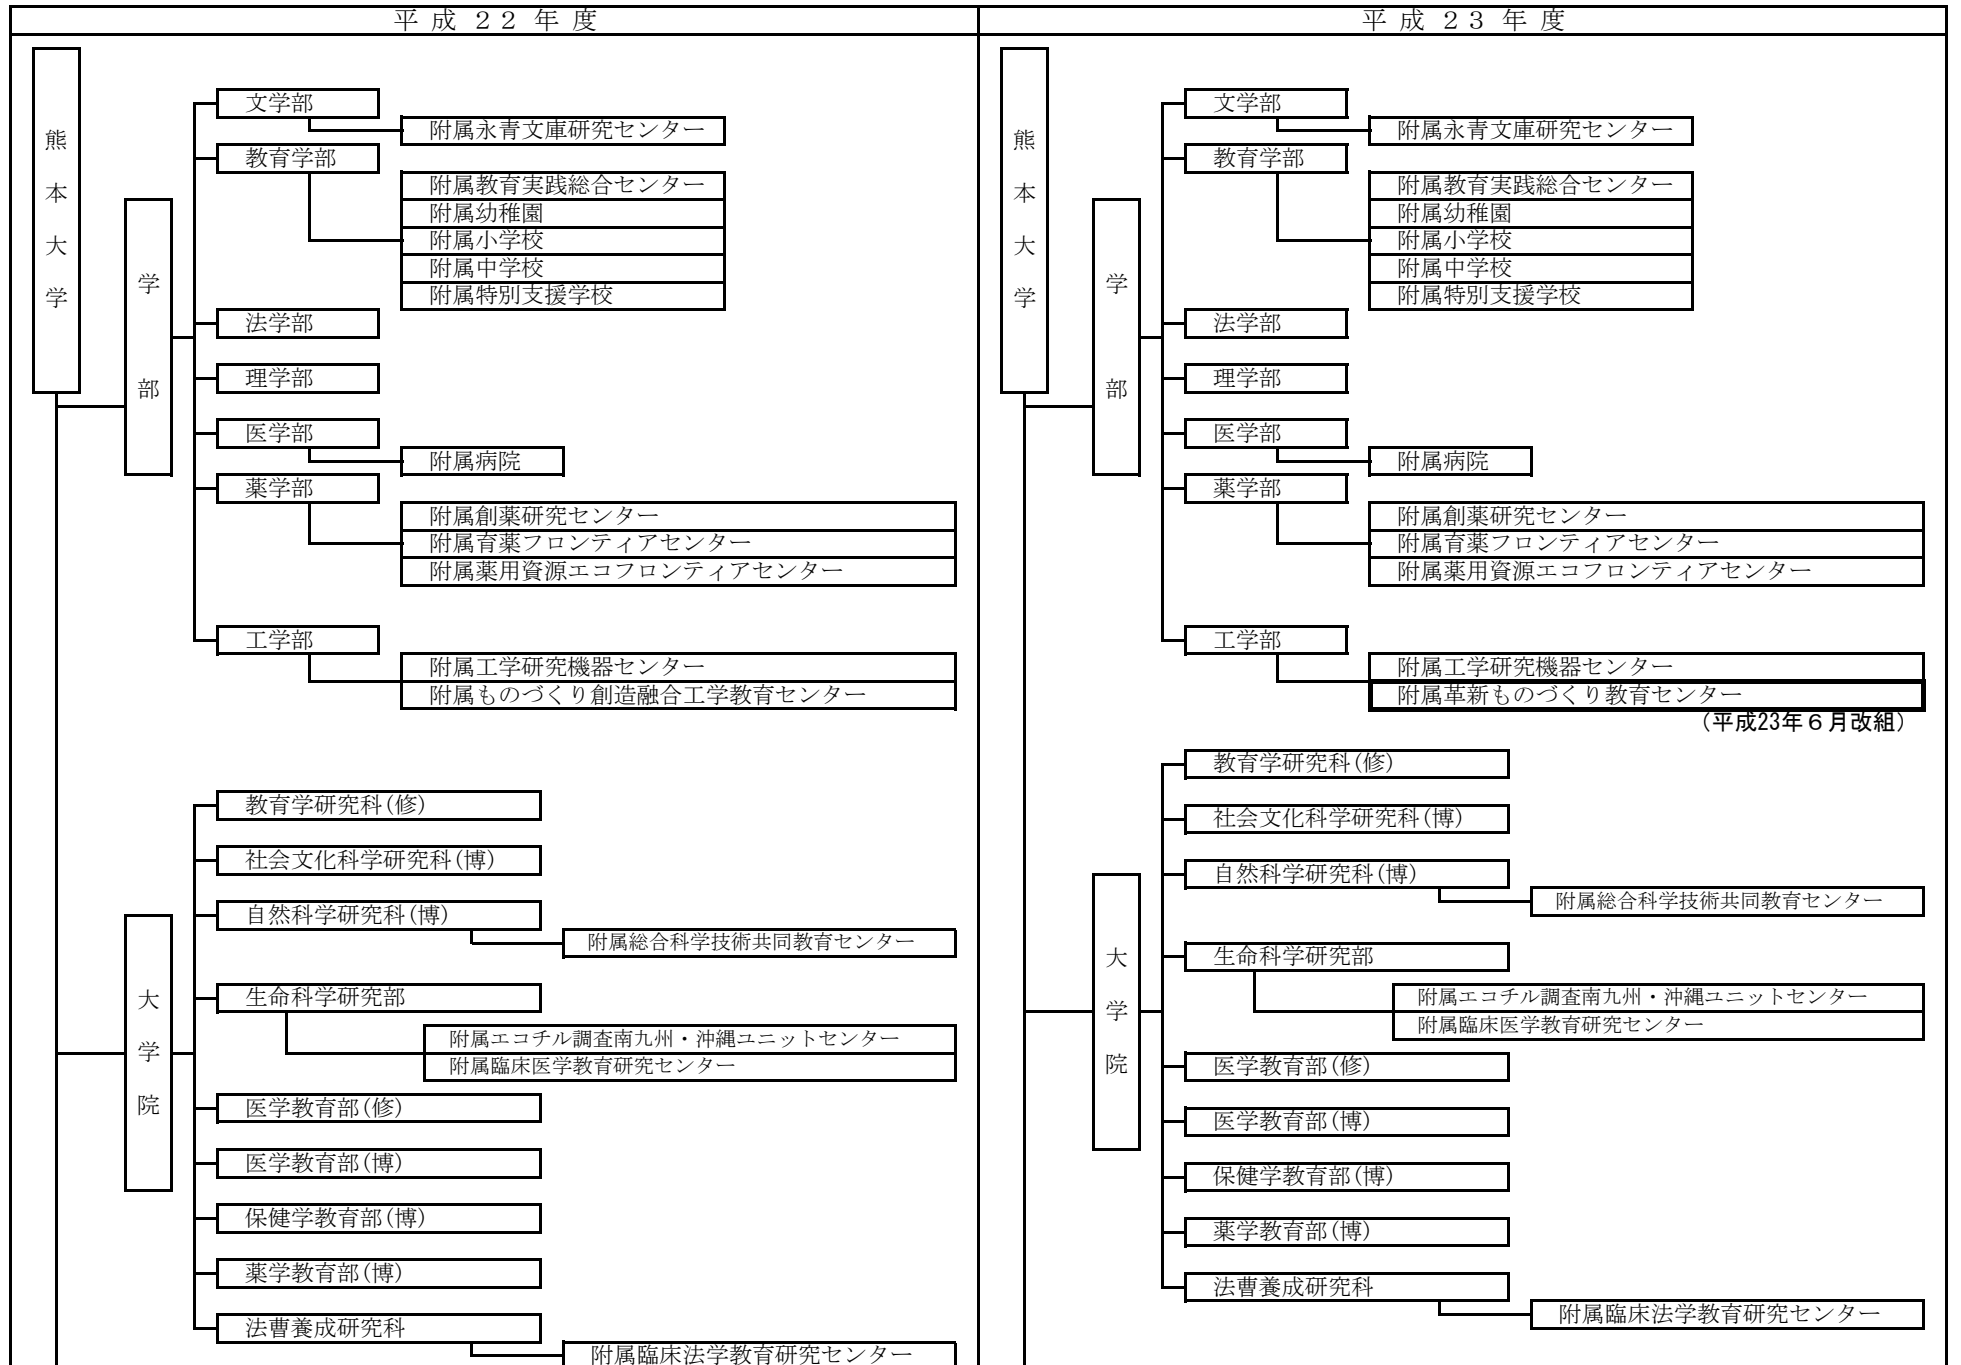 平成２２年度
熊本大学
学部
文学部
附属永青文庫研究センター
教育学部
附属教育実践総合センター
附属幼稚園
附属小学校
附属中学校
附属特別支援学校
法学部
理学部
医学部
附属病院
薬学部
附属創薬研究センター
附属育薬フロンティアセンター
附属薬用資源エコフロンティアセンター
工学部
附属工学研究機器センター
附属ものづくり創造融合工学教育センター
大学院
教育学研究科(修)
社会文化科学研究科(博)
自然科学研究科(博)
附属総合科学技術共同教育センター
生命科学研究部
附属エコチル調査南九州・沖縄ユニットセンター
附属臨床医学教育研究センター
医学教育部(修)
医学教育部(博)
保健学教育部(博)
薬学教育部(博)
法曹養成研究科
附属臨床法学教育研究センター
平成２３年度
熊本大学
学部
文学部
附属永青文庫研究センター
教育学部
附属教育実践総合センター
附属幼稚園
附属小学校
附属中学校
附属特別支援学校
法学部
理学部
医学部
附属病院
薬学部
附属創薬研究センター
附属育薬フロンティアセンター
附属薬用資源エコフロンティアセンター
工学部
附属工学研究機器センター
附属革新ものづくり教育センター
（平成23年６月改組）
大学院
教育学研究科(修)
社会文化科学研究科(博)
自然科学研究科(博)
附属総合科学技術共同教育センター
生命科学研究部
附属エコチル調査南九州・沖縄ユニットセンター
附属臨床医学教育研究センター
医学教育部(修)
医学教育部(博)
保健学教育部(博)
薬学教育部(博)
法曹養成研究科
附属臨床法学教育研究センター